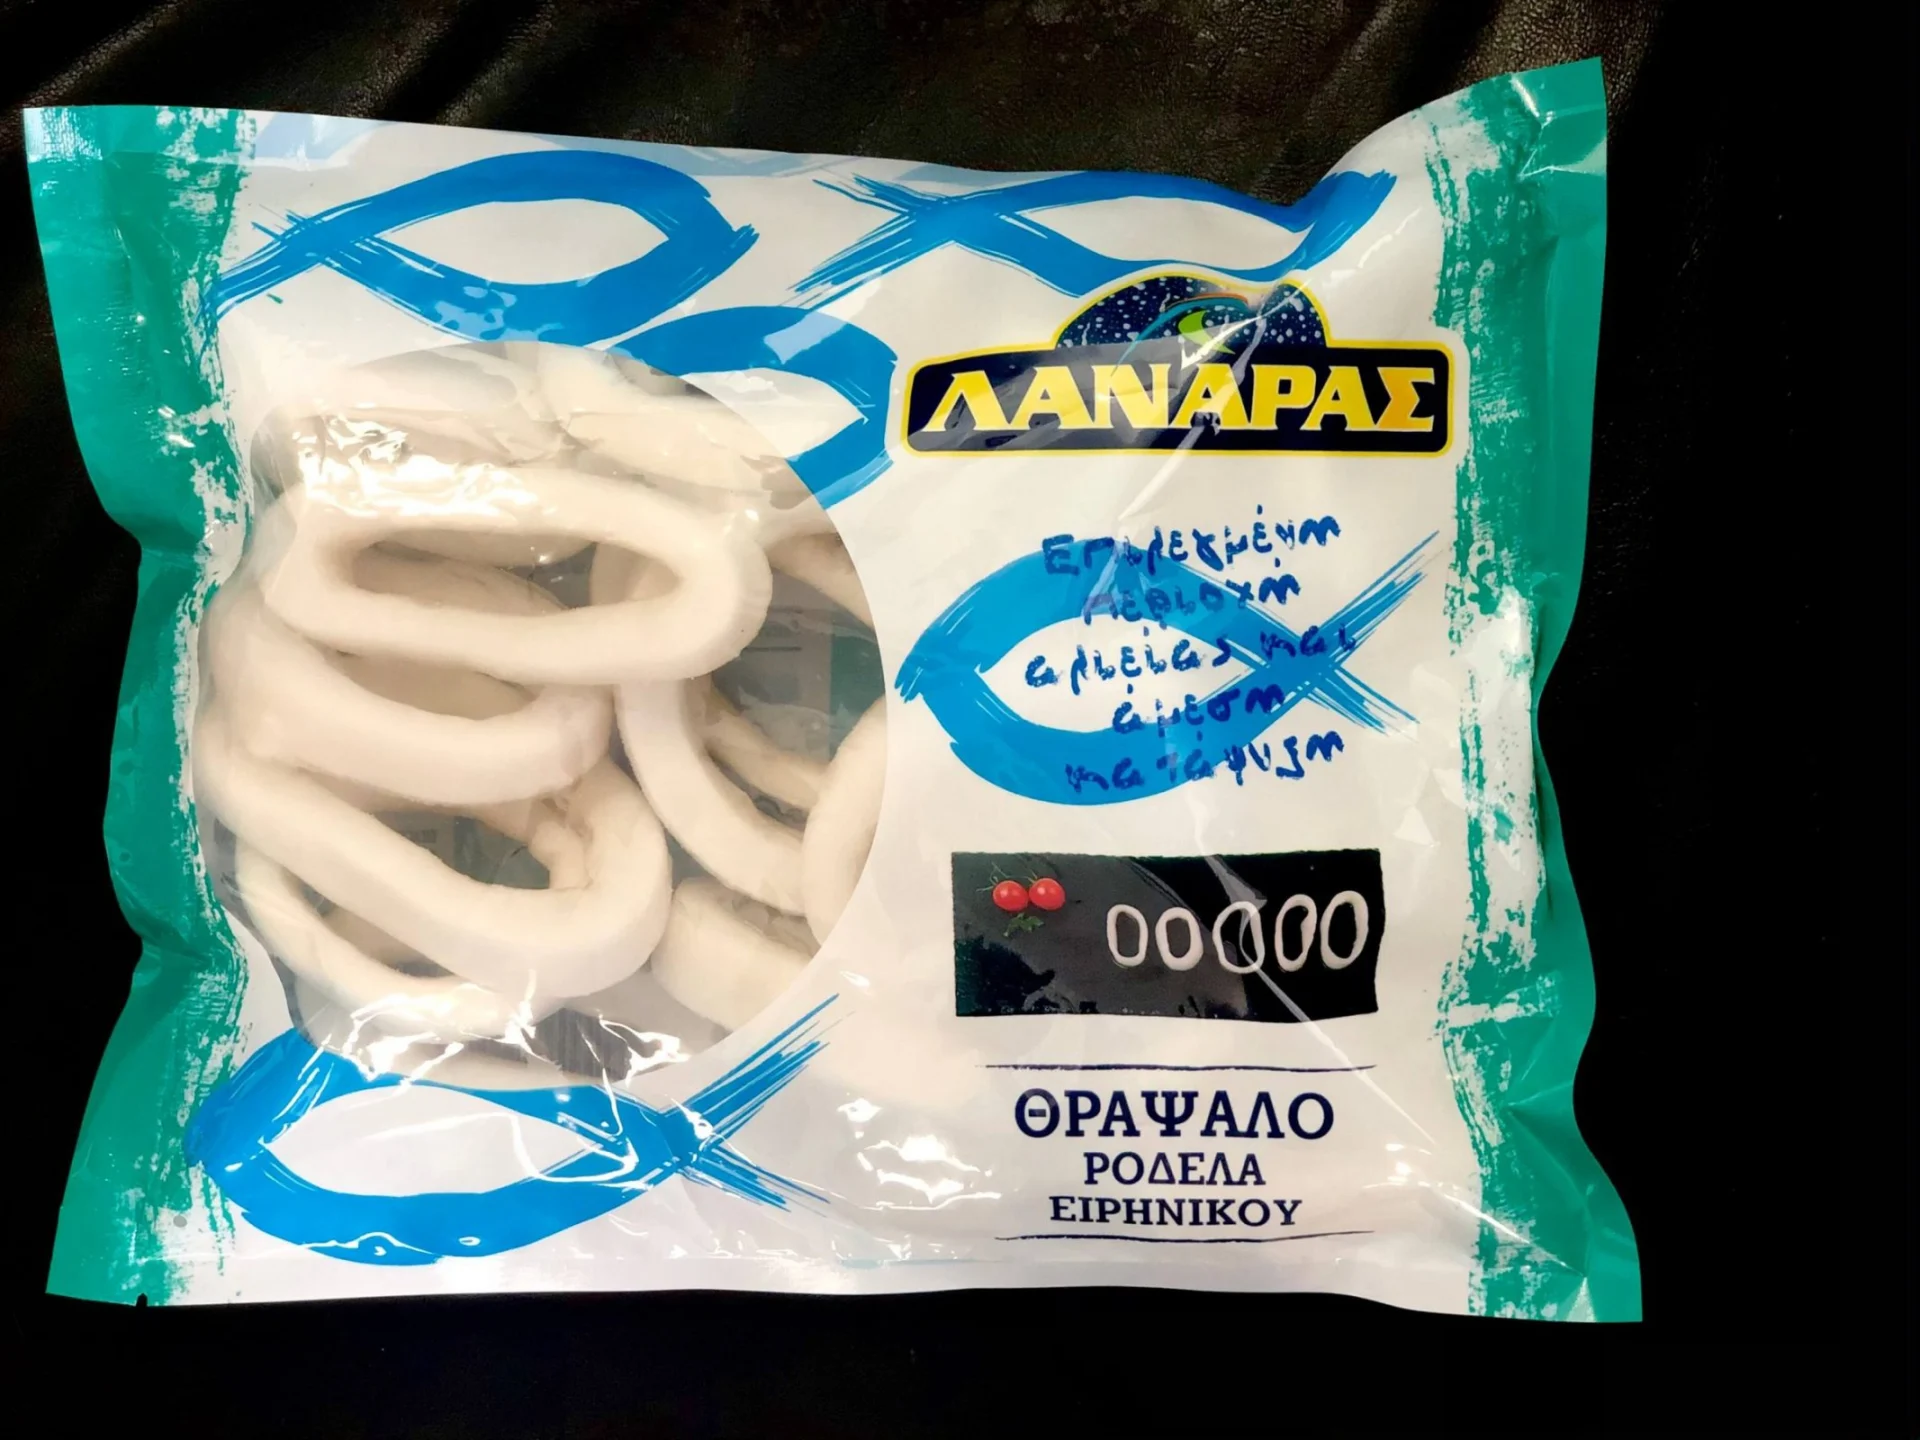 ΛΑΝΑΡΑΣ
Επιλεγμένη
περιοχή
αλιείας και
άμεση
κατάψυξη
ΘΡΑΨΑΛΟ
ΡΟΔΕΛΑ
ΕΙΡΗΝΙΚΟΥ